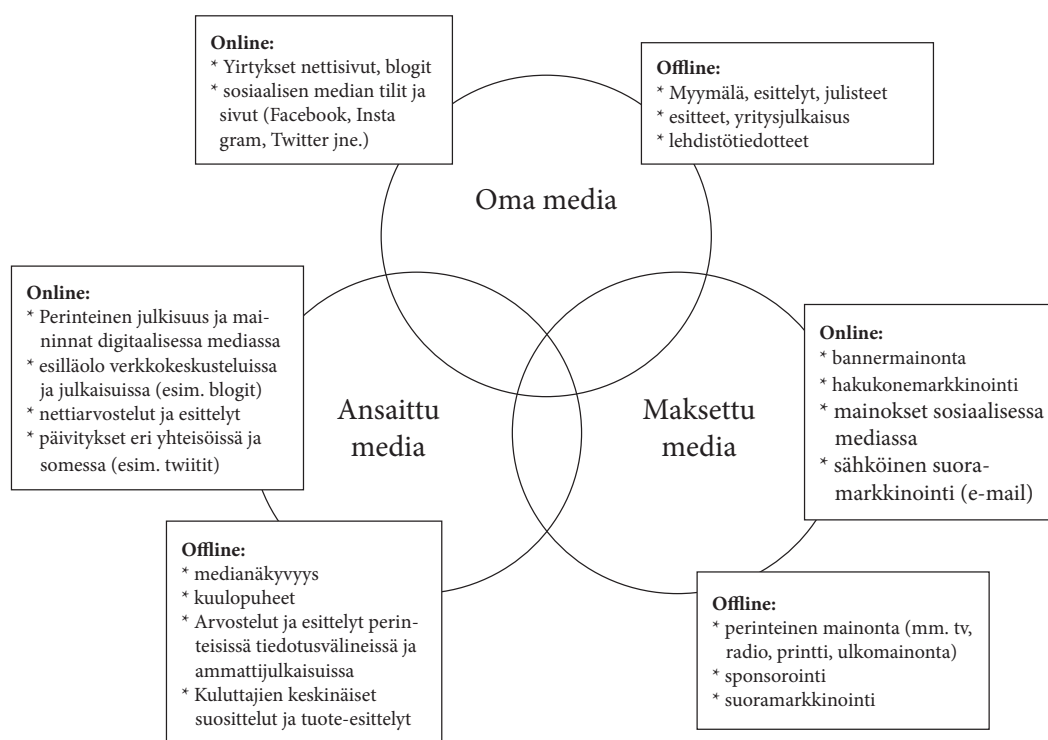 Online:
* Yirtykset nettisivut, blogit
* sosiaalisen median tilit ja
sivut (Facebook, Insta
gram, Twitter jne.)
Offline:
* Myymälä, esittelyt, julisteet
* esitteet, yritysjulkaisus
* lehdistötiedotteet
Oma media
Online:
* Perinteinen julkisuus ja mai-
ninnat digitaalisessa mediassa
* esilläolo verkkokeskusteluissa
ja julkaisuissa (esim. blogit)
* nettiarvostelut ja esittelyt
* päivitykset eri yhteisöissä ja
somessa (esim. twiitit)
Ansaittu
media
Maksettu
media
Online:
* bannermainonta
* hakukonemarkkinointi
* mainokset sosiaalisessa
mediassa
* sähköinen suora-
markkinointi (e-mail)
Offline:
* medianäkyvyys
* kuulopuheet
* Arvostelut ja esittelyt perin-
teisissä tiedotusvälineissä ja
ammattijulkaisuissa
* Kuluttajien keskinäiset
suosittelut ja tuote-esittelyt
Offline:
* perinteinen mainonta (mm. tv,
radio, printti, ulkomainonta)
* sponsorointi
* suoramarkkinointi